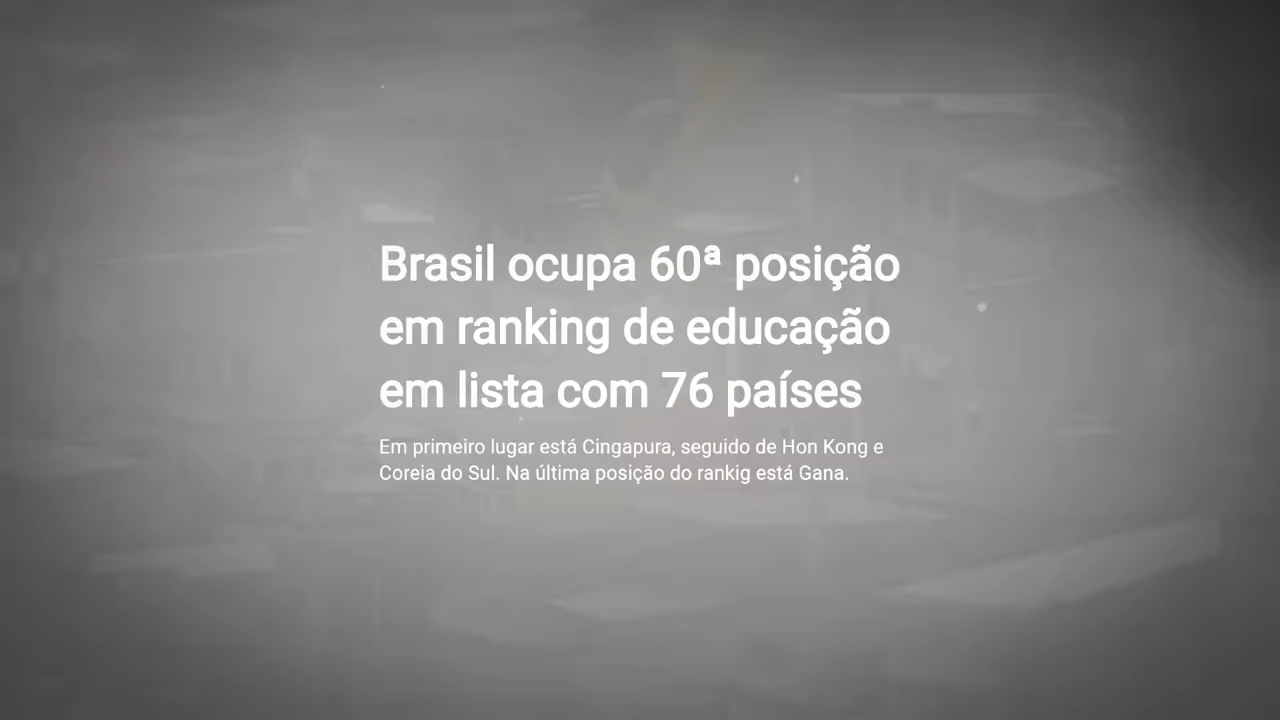 Brasil ocupa 60ª posição
em ranking de educação
em lista com 76 países
Em primeiro lugar está Cingapura, seguido de Hon Kong e
Coreia do Sul. Na última posição do rankig está Gana.